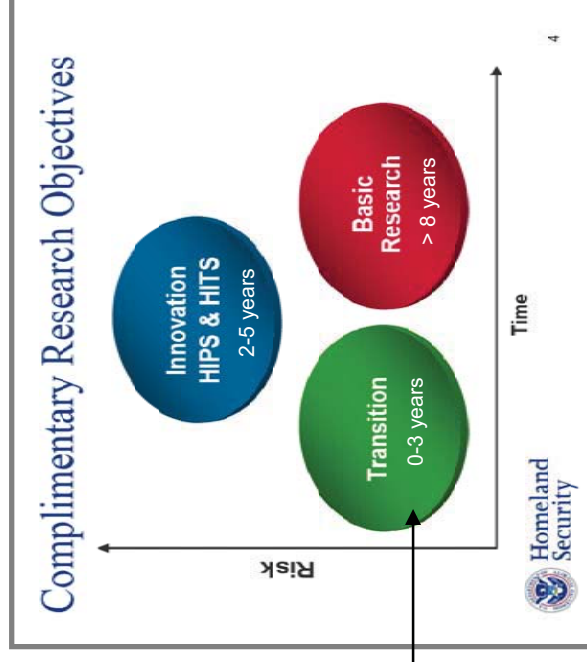 Complimentary Research Objectives
Risk
Innovation
HIPS & HITS
2-5 years
Transition
0-3 years
Basic
Research
> 8 years
Time
Homeland
Security
4